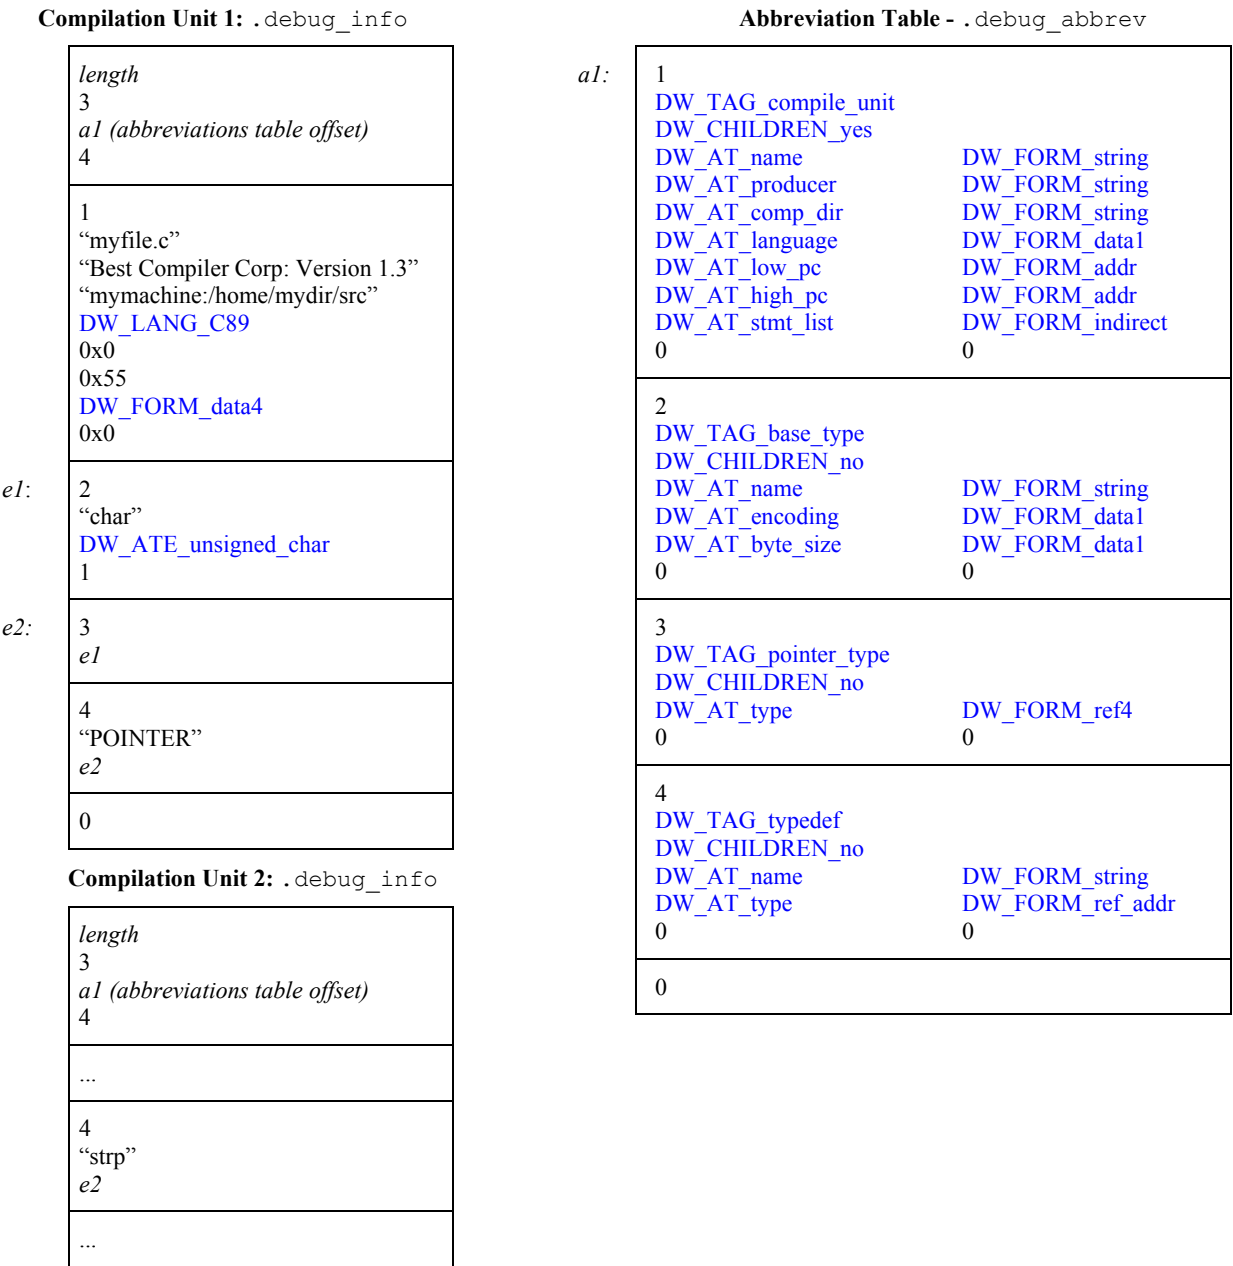 Compilation Unit 1: .debug_info
length
3
a1 (abbreviations table offset)
4
1
“myfile.c”
“Best Compiler Corp: Version 1.3”
“mymachine:/home/mydir/src”
DW_LANG_C89
0x0
0x55
DW_FORM_data4
0x0
e1:
2
“char”
DW_ATE_unsigned_char
1
e2:
3
e1
4
“POINTER”
e2
0
Compilation Unit 2: .debug_info
length
3
a1 (abbreviations table offset)
4
...
4
“strp”
e2
...
Abbreviation Table - .debug_abbrev
a1:
1
DW_TAG_compile_unit
DW_CHILDREN_yes
DW_AT_name DW_FORM_string
DW_AT_producer DW_FORM_string
DW_AT_comp_dir DW_FORM_string
DW_AT_language DW_FORM_data1
DW_AT_low_pc DW_FORM_addr
DW_AT_high_pc DW_FORM_addr
DW_AT_stmt_list DW_FORM_indirect
0 0
2
DW_TAG_base_type
DW_CHILDREN_no
DW_AT_name DW_FORM_string
DW_AT_encoding DW_FORM_data1
DW_AT_byte_size DW_FORM_data1
0 0
3
DW_TAG_pointer_type
DW_CHILDREN_no
DW_AT_type DW_FORM_ref4
0 0
4
DW_TAG_typedef
DW_CHILDREN_no
DW_AT_name DW_FORM_string
DW_AT_type DW_FORM_ref_addr
0 0
0